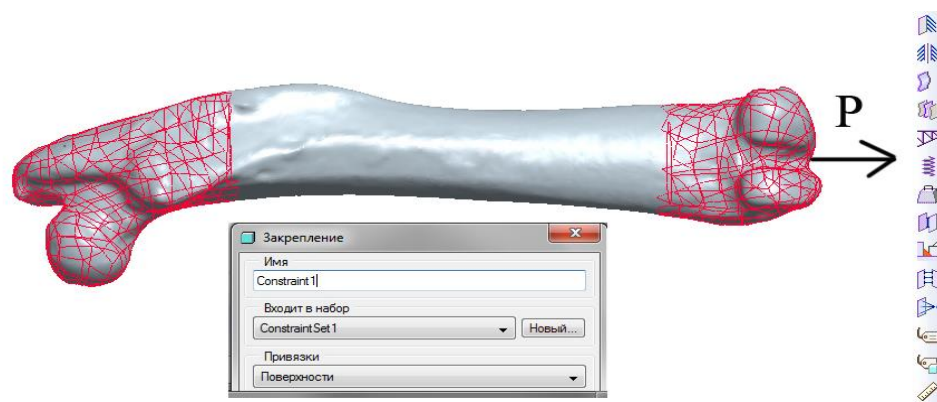 P
Закрепление
Имя
Constraint1
Входит в набор
ConstraintSet1
Новый...
Привязки
Поверхности